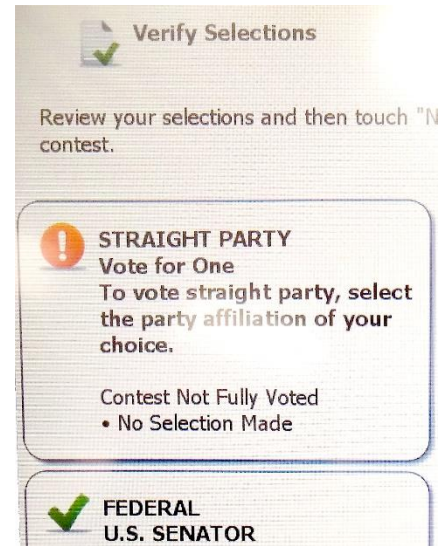 Verify Selections
Review your selections and then touch "N
contest.
STRAIGHT PARTY
Vote for One
To vote straight party, select
the party affiliation of your
choice.
Contest Not Fully Voted
• No Selection Made
FEDERAL
U.S. SENATOR